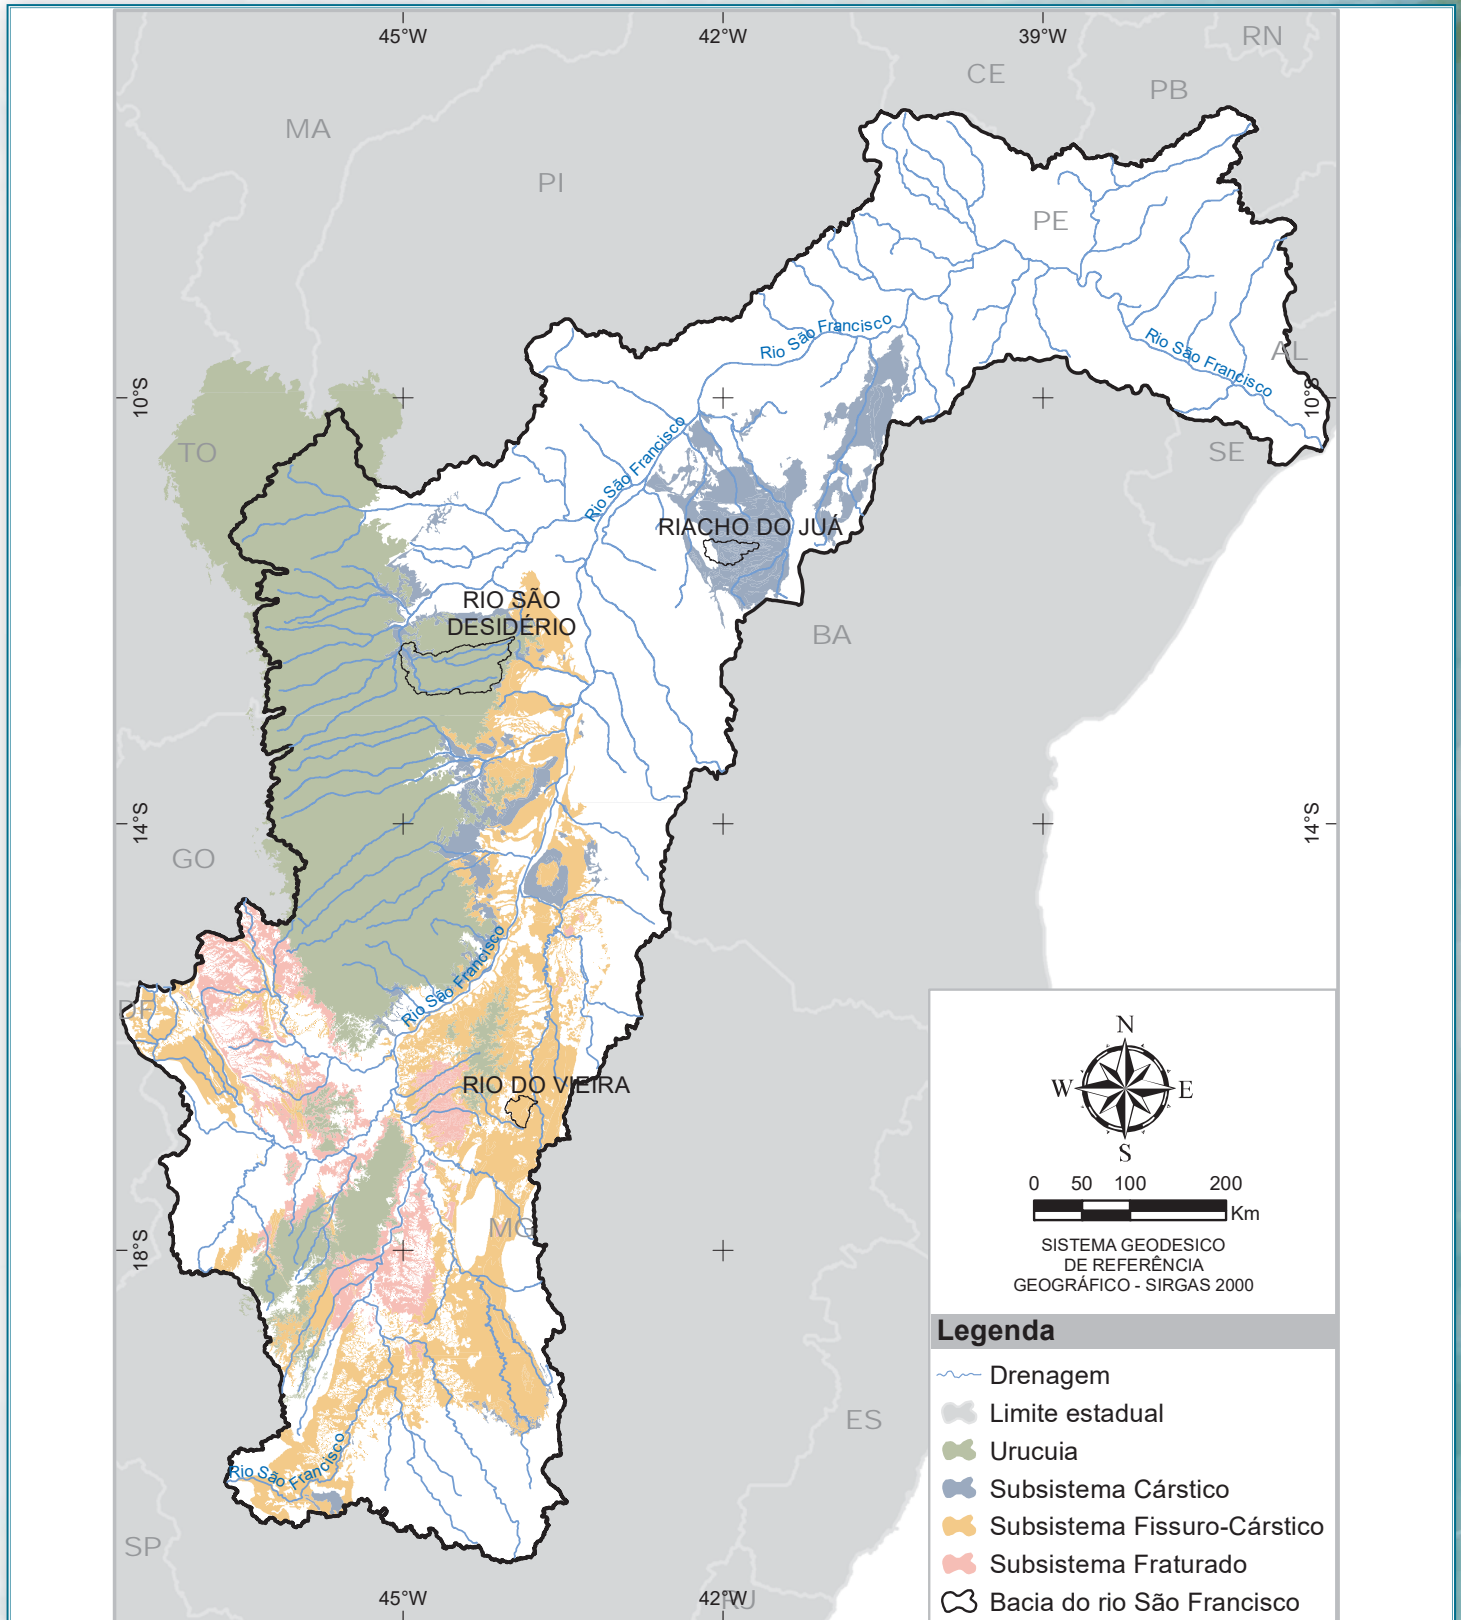 45°W
42°W
39°W
RN
CE
PB
MA
PI
PE
Rio São Francisco
Rio São Francisco
AL
10°S
10°S
TO
SE
Rio São Francisco
RIACHO DO JUÁ
RIO SÃO
DESIDÉRIO
BA
14°S
14°S
GO
Rio São Francisco
DF
RIO DO VIEIRA
MG
18°S
Rio São Francisco
ES
SP
45°W
42°W
RJ
N
W
E
S
0 50 100 200
Km
SISTEMA GEODESICO
DE REFERÊNCIA
GEOGRÁFICO - SIRGAS 2000
Legenda
Drenagem
Limite estadual
Urucuia
Subsistema Cárstico
Subsistema Fissuro-Cárstico
Subsistema Fraturado
Bacia do rio São Francisco